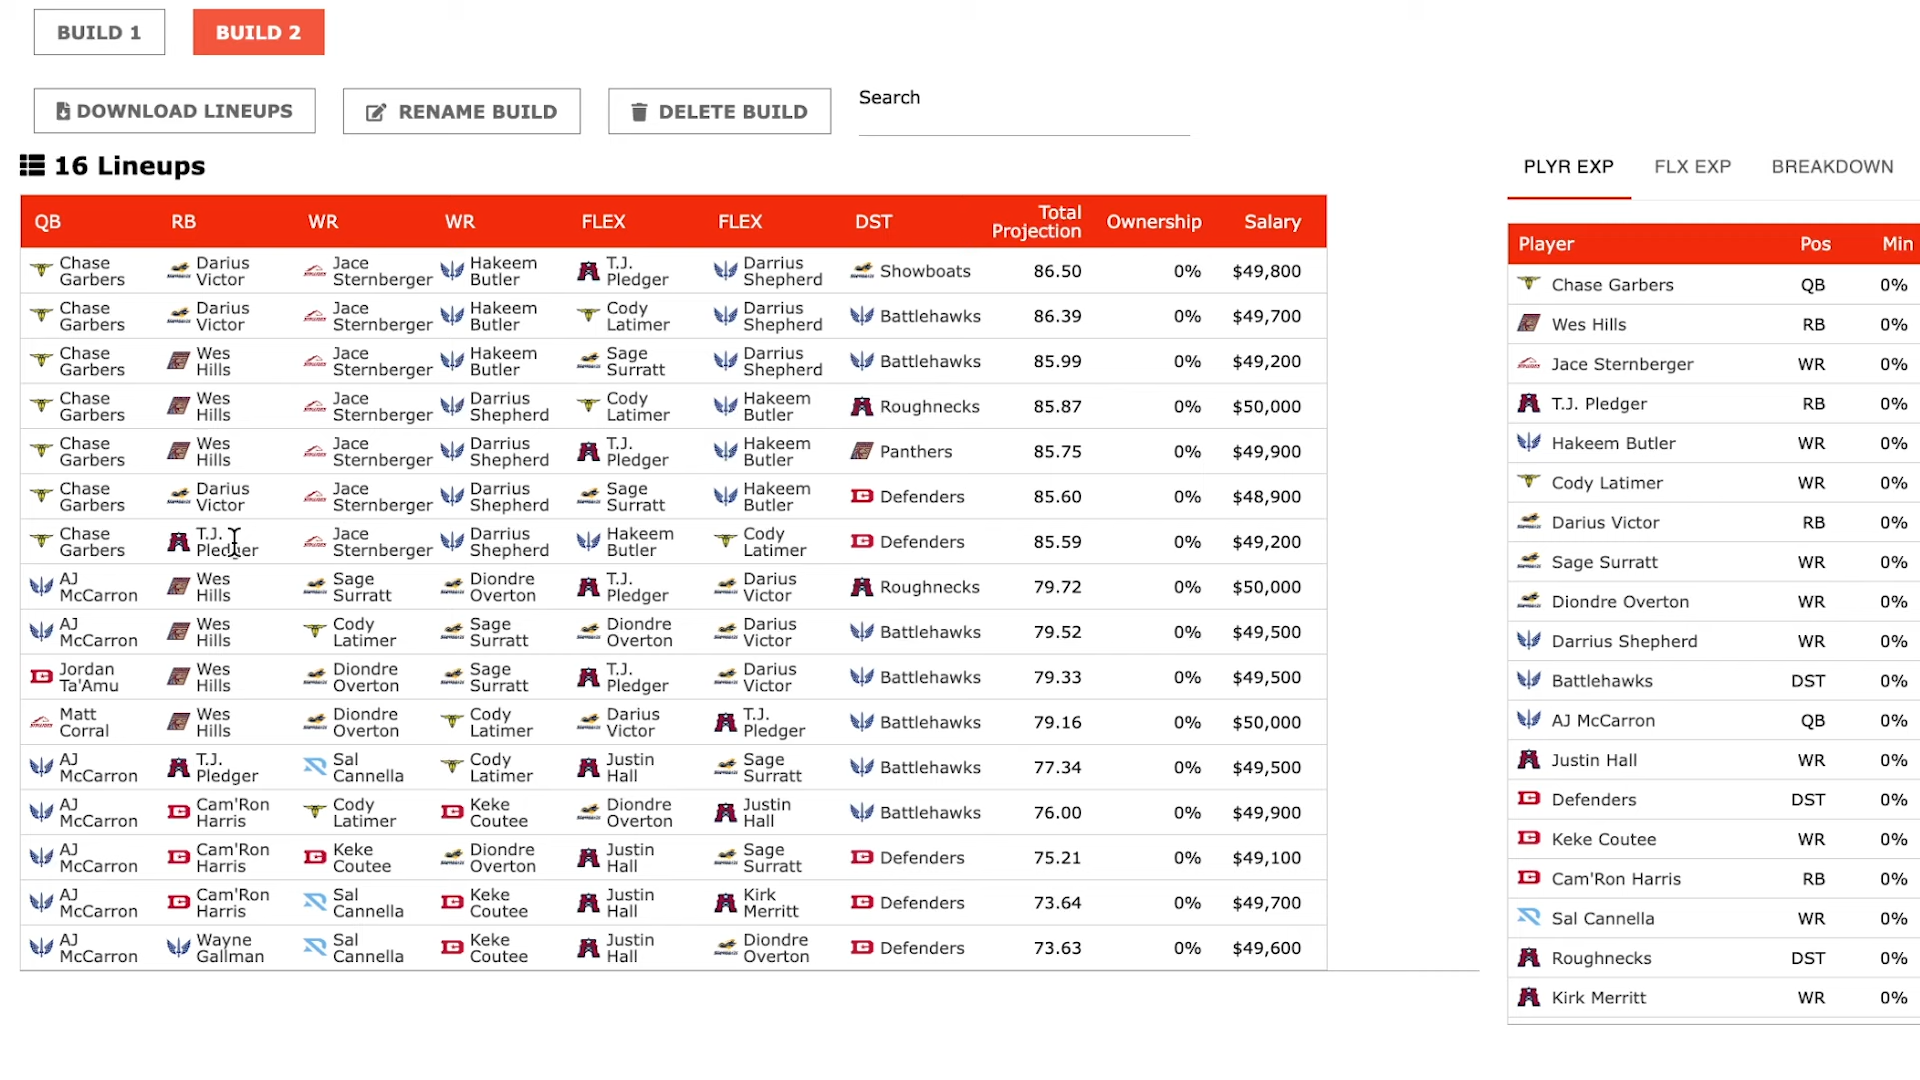 BUILD 1
BUILD 2
DOWNLOAD LINEUPS
RENAME BUILD
DELETE BUILD
Search
16 Lineups
PLYR EXP
FLX EXP
BREAKDOWN
QB RB WR WR FLEX FLEX DST Total Projection Ownership Salary
Chase Garbers Darius Victor Jace Sternberger Hakeem Butler T.J. Pledger Darrius Shepherd Showboats 86.50 0% $49,800
Chase Garbers Darius Victor Jace Sternberger Hakeem Butler Cody Latimer Darrius Shepherd Battlehawks 86.39 0% $49,700
Chase Garbers Wes Hills Jace Sternberger Hakeem Butler Sage Surratt Darrius Shepherd Battlehawks 85.99 0% $49,200
Chase Garbers Wes Hills Jace Sternberger Darrius Shepherd Cody Latimer Hakeem Butler Roughnecks 85.87 0% $50,000
Chase Garbers Wes Hills Jace Sternberger Darrius Shepherd T.J. Pledger Hakeem Butler Panthers 85.75 0% $49,900
Chase Garbers Darius Victor Jace Sternberger Darrius Shepherd Sage Surratt Hakeem Butler Defenders 85.60 0% $48,900
Chase Garbers T.J. Pledger Jace Sternberger Darrius Shepherd Hakeem Butler Cody Latimer Defenders 85.59 0% $49,200
AJ McCarron Wes Hills Sage Surratt Diondre Overton T.J. Pledger Darius Victor Roughnecks 79.72 0% $50,000
AJ McCarron Wes Hills Cody Latimer Sage Surratt Diondre Overton Darius Victor Battlehawks 79.52 0% $49,500
Jordan Ta'Amu Wes Hills Diondre Overton Sage Surratt T.J. Pledger Darius Victor Battlehawks 79.33 0% $49,500
Matt Corral Wes Hills Diondre Overton Cody Latimer Darius Victor T.J. Pledger Battlehawks 79.16 0% $50,000
AJ McCarron T.J. Pledger Sal Cannella Cody Latimer Justin Hall Sage Surratt Battlehawks 77.34 0% $49,500
AJ McCarron Cam'Ron Harris Cody Latimer Keke Coutee Diondre Overton Justin Hall Battlehawks 76.00 0% $49,900
AJ McCarron Cam'Ron Harris Keke Coutee Diondre Overton Justin Hall Sage Surratt Defenders 75.21 0% $49,100
AJ McCarron Cam'Ron Harris Sal Cannella Keke Coutee Justin Hall Kirk Merritt Defenders 73.64 0% $49,700
AJ McCarron Wayne Gallman Sal Cannella Keke Coutee Justin Hall Diondre Overton Defenders 73.63 0% $49,600
Player Pos Min
Chase Garbers QB 0%
Wes Hills RB 0%
Jace Sternberger WR 0%
T.J. Pledger RB 0%
Hakeem Butler WR 0%
Cody Latimer WR 0%
Darius Victor RB 0%
Sage Surratt WR 0%
Diondre Overton WR 0%
Darrius Shepherd WR 0%
Battlehawks DST 0%
AJ McCarron QB 0%
Justin Hall WR 0%
Defenders DST 0%
Keke Coutee WR 0%
Cam'Ron Harris RB 0%
Sal Cannella WR 0%
Roughnecks DST 0%
Kirk Merritt WR 0%